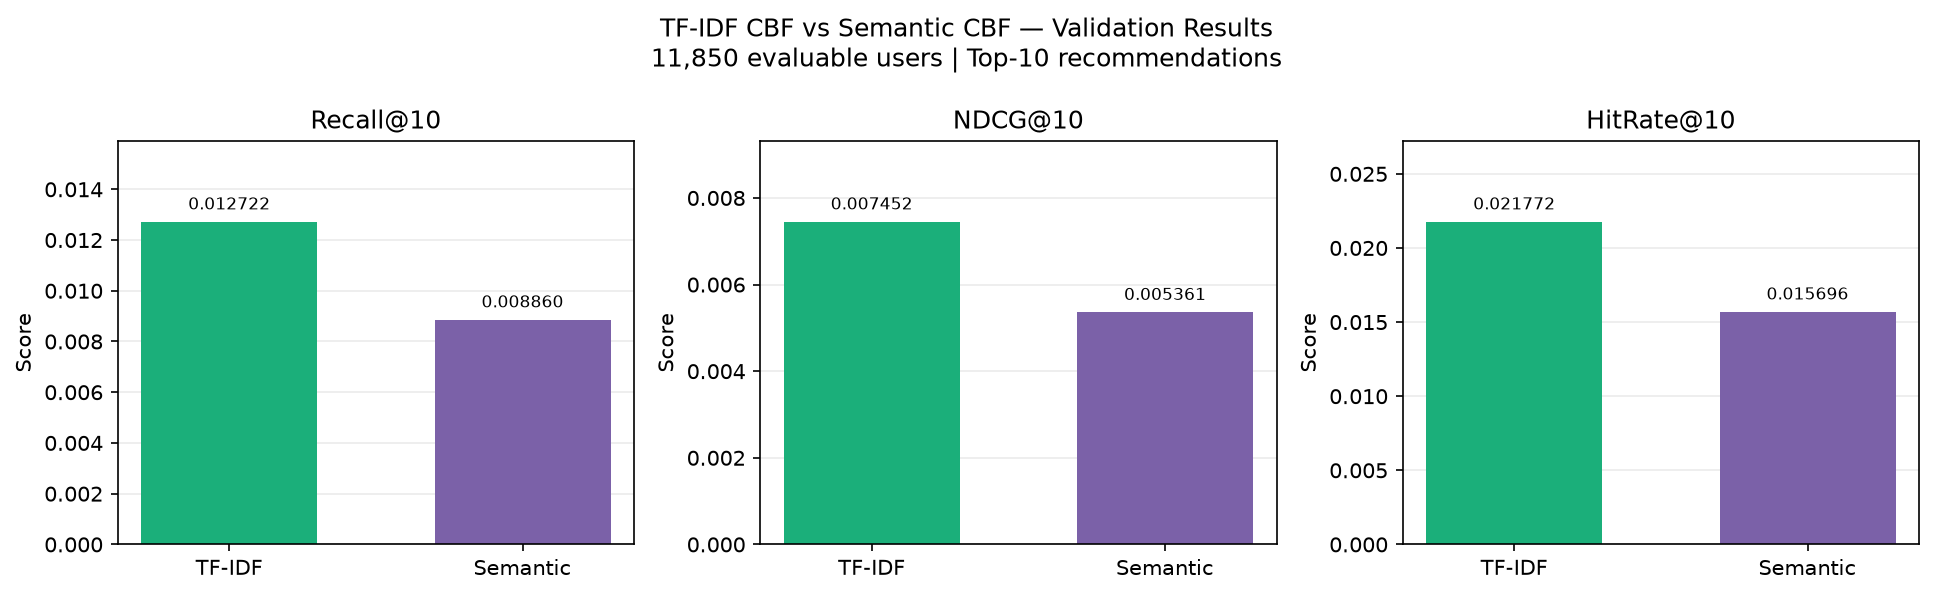 TF-IDF CBF vs Semantic CBF — Validation Results
11,850 evaluable users | Top-10 recommendations
Recall@10
Score
0.014
0.012
0.010
0.008
0.006
0.004
0.002
0.000
0.012722
0.008860
TF-IDF
Semantic
NDCG@10
Score
0.008
0.006
0.004
0.002
0.000
0.007452
0.005361
TF-IDF
Semantic
HitRate@10
Score
0.025
0.020
0.015
0.010
0.005
0.000
0.021772
0.015696
TF-IDF
Semantic